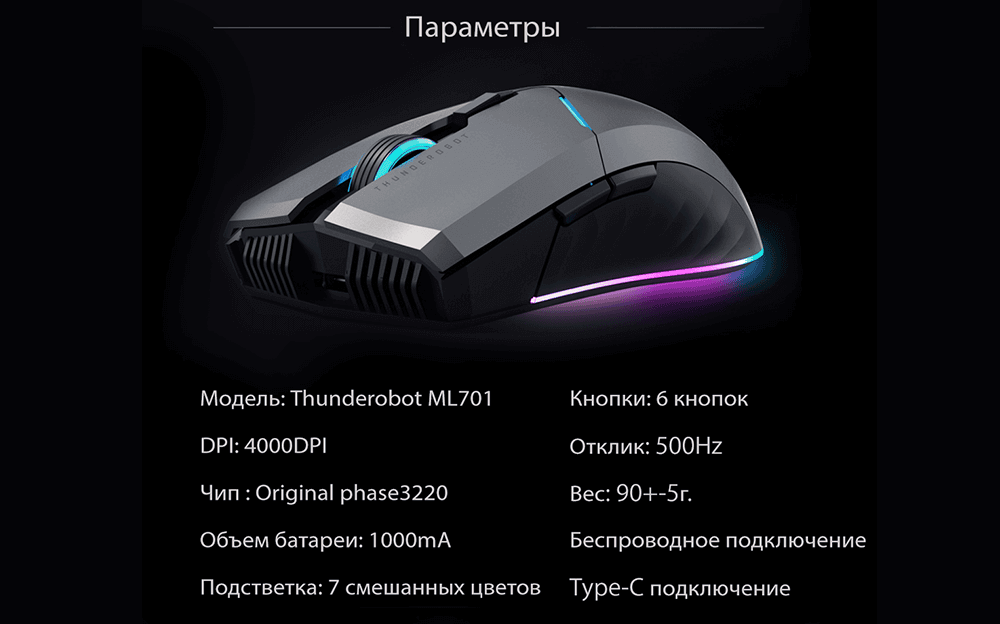 Параметры
THUNDEROBOT
Модель: Thunderobot ML701
DPI: 4000DPI
Чип : Original phase3220
Объем батареи: 1000mA
Подстветка: 7 смешанных цветов
Кнопки: 6 кнопок
Отклик: 500Hz
Вес: 90+-5г.
Беспроводное подключение
Type-C подключение